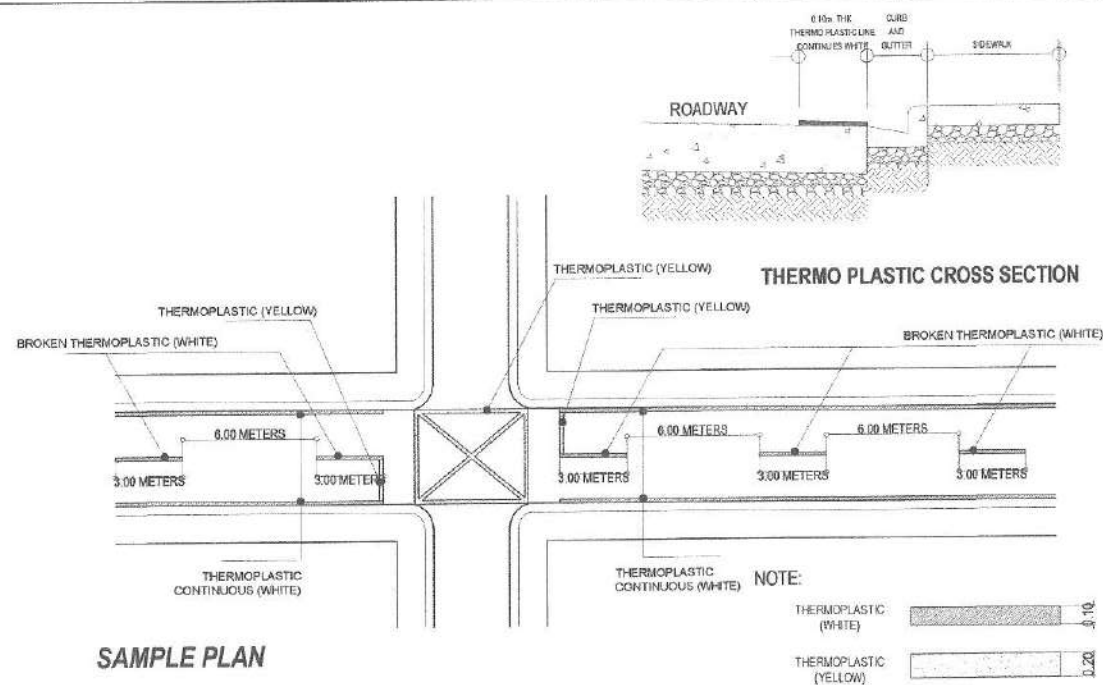 0.10m THK
THERMO PLASTIC LINE
CONTINUES WHITE
CURB
AND
GUTTER
SIDEWALK
ROADWAY
THERMO PLASTIC CROSS SECTION
THERMOPLASTIC (YELLOW)
THERMOPLASTIC (YELLOW)
THERMOPLASTIC (YELLOW)
BROKEN THERMOPLASTIC (WHITE)
BROKEN THERMOPLASTIC (WHITE)
6.00 METERS
6.00 METERS
6.00 METERS
3.00 METERS
3.00 METERS
3.00 METERS
3.00 METERS
3.00 METERS
THERMOPLASTIC
CONTINUOUS (WHITE)
THERMOPLASTIC
CONTINUOUS (WHITE)
NOTE:
THERMOPLASTIC
(WHITE)
0.10
THERMOPLASTIC
(YELLOW)
0.20
SAMPLE PLAN